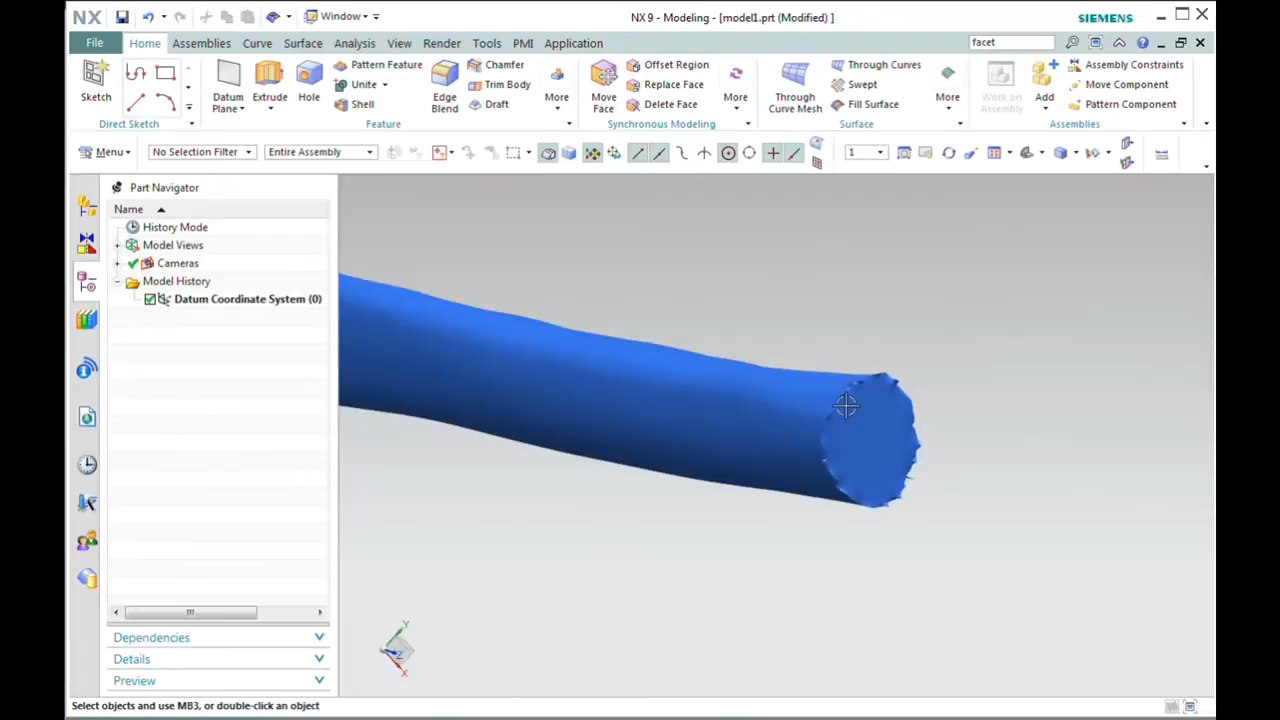 NX
Window
NX 9 - Modeling - [model1.prt (Modified) ]
SIEMENS
File Home Assemblies Curve Surface Analysis View Render Tools PMI Application
facet
Sketch
Direct Sketch
Datum Plane
Extrude
Hole
Pattern Feature
Unite
Shell
Edge Blend
Chamfer
Trim Body
Draft
More
Feature
Move Face
Offset Region
Replace Face
Delete Face
More
Synchronous Modeling
Through Curve Mesh
Through Curves
Swept
Fill Surface
More
Surface
Work on Assembly
Add
Assembly Constraints
Move Component
Pattern Component
Assemblies
Menu
No Selection Filter
Entire Assembly
1
Part Navigator
Name
History Mode
Model Views
Cameras
Model History
Datum Coordinate System (0)
Dependencies
Details
Preview
Y
Z
X
Select objects and use MB3, or double-click an object